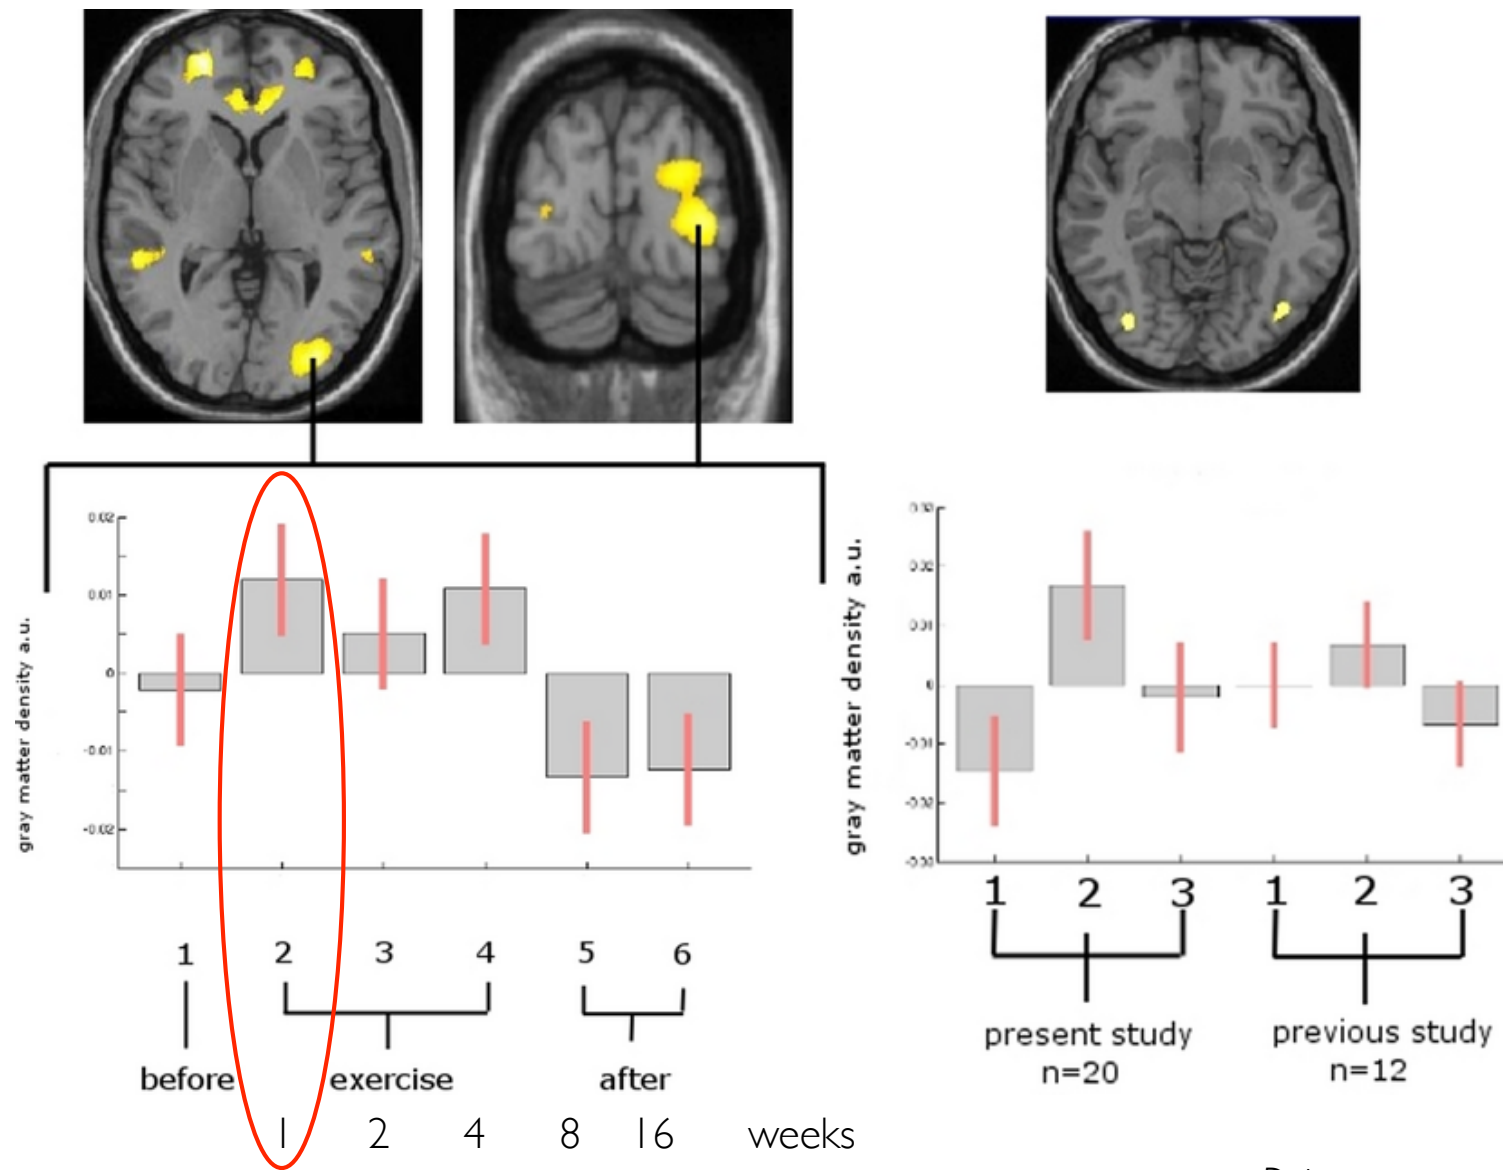 0.02
0.01
0
-0.01
-0.02
gray matter density a.u.
1 2 3 4 5 6
before exercise after
1 2 4 8 16 weeks
0
gray matter density a.u.
1 2 3 1 2 3
present study previous study
n=20 n=12